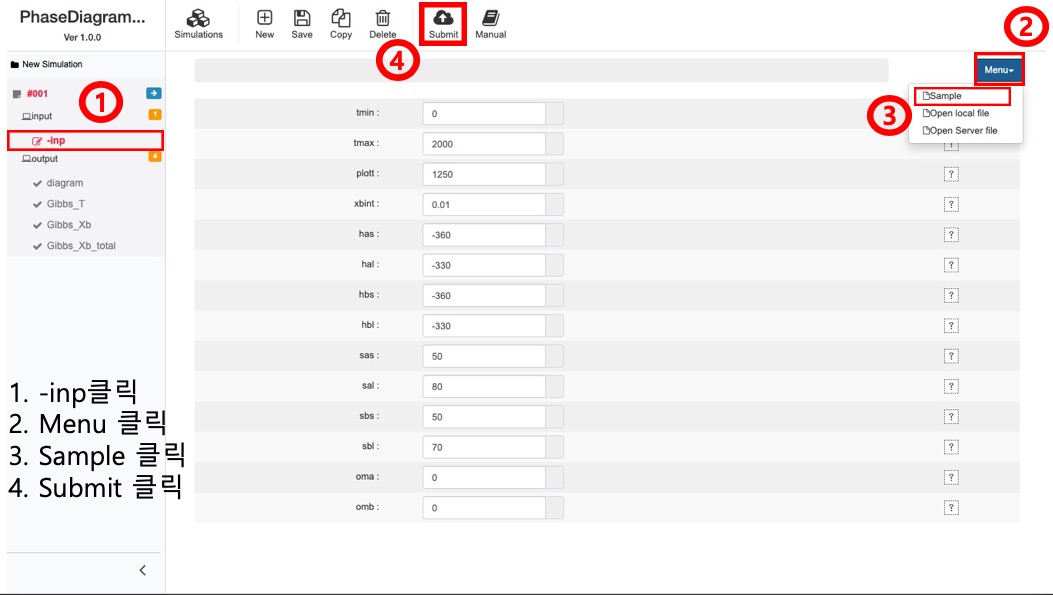 PhaseDiagram...
Ver 1.0.0
Simulations
New
Save
Copy
Delete
Submit
Manual
4
2
New Simulation
Menu
#001
1
input
1
-inp
output
4
diagram
Gibbs_T
Gibbs_Xb
Gibbs_Xb_total
3
Sample
Open local file
Open Server file
tmin : 0
tmax : 2000 ?
plott : 1250 ?
xbint : 0.01 ?
has : -360 ?
hal : -330 ?
hbs : -360 ?
hbl : -330 ?
sas : 50 ?
sal : 80 ?
sbs : 50 ?
sbl : 70 ?
oma : 0 ?
omb : 0 ?
1. -inp클릭
2. Menu 클릭
3. Sample 클릭
4. Submit 클릭